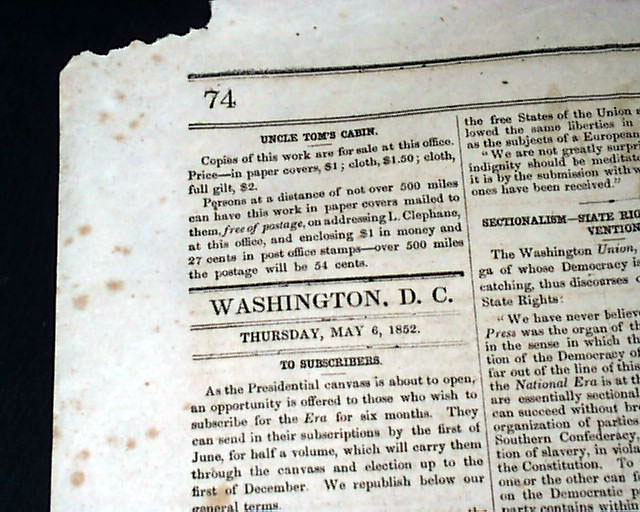 74
UNCLE TOM'S CABIN.
Copies of this work are for sale at this office.
Price—in paper covers, $1; cloth, $1.50; cloth,
full gilt, $2.
Persons at a distance of not over 500 miles
can have this work in paper covers mailed to
them, free of postage, on addressing L. Clephane,
at this office, and enclosing $1 in money and
27 cents in post office stamps—over 500 miles
the postage will be 54 cents.
WASHINGTON, D. C.
THURSDAY, MAY 6, 1852.
TO SUBSCRIBERS.
As the Presidential canvass is about to open,
an opportunity is offered to those who wish to
subscribe for the Era for six months. They
can send in their subscriptions by the first of
June, for half a volume, which will carry them
through the canvass and election up to the
first of December. We republish below our
general terms.
the free States of the Union
lowed the same liberties in
as the subjects of a European
"We are not greatly
indignity should be
it is by the submission with
ones have been received."
SECTIONALISM—STATE
The Washington Union,
ga of whose Democracy
catching, thus discourses
State Rights:
"We have never
Press was the organ of
in the sense in which
tion of the Democracy
far out of the line of this
the National Era is at
are essentially sectional
can succeed without
organization of parties
Southern Confederacy,
tion of slavery, in
the Constitution. To
one or the other can
on the Democratic
party contains within